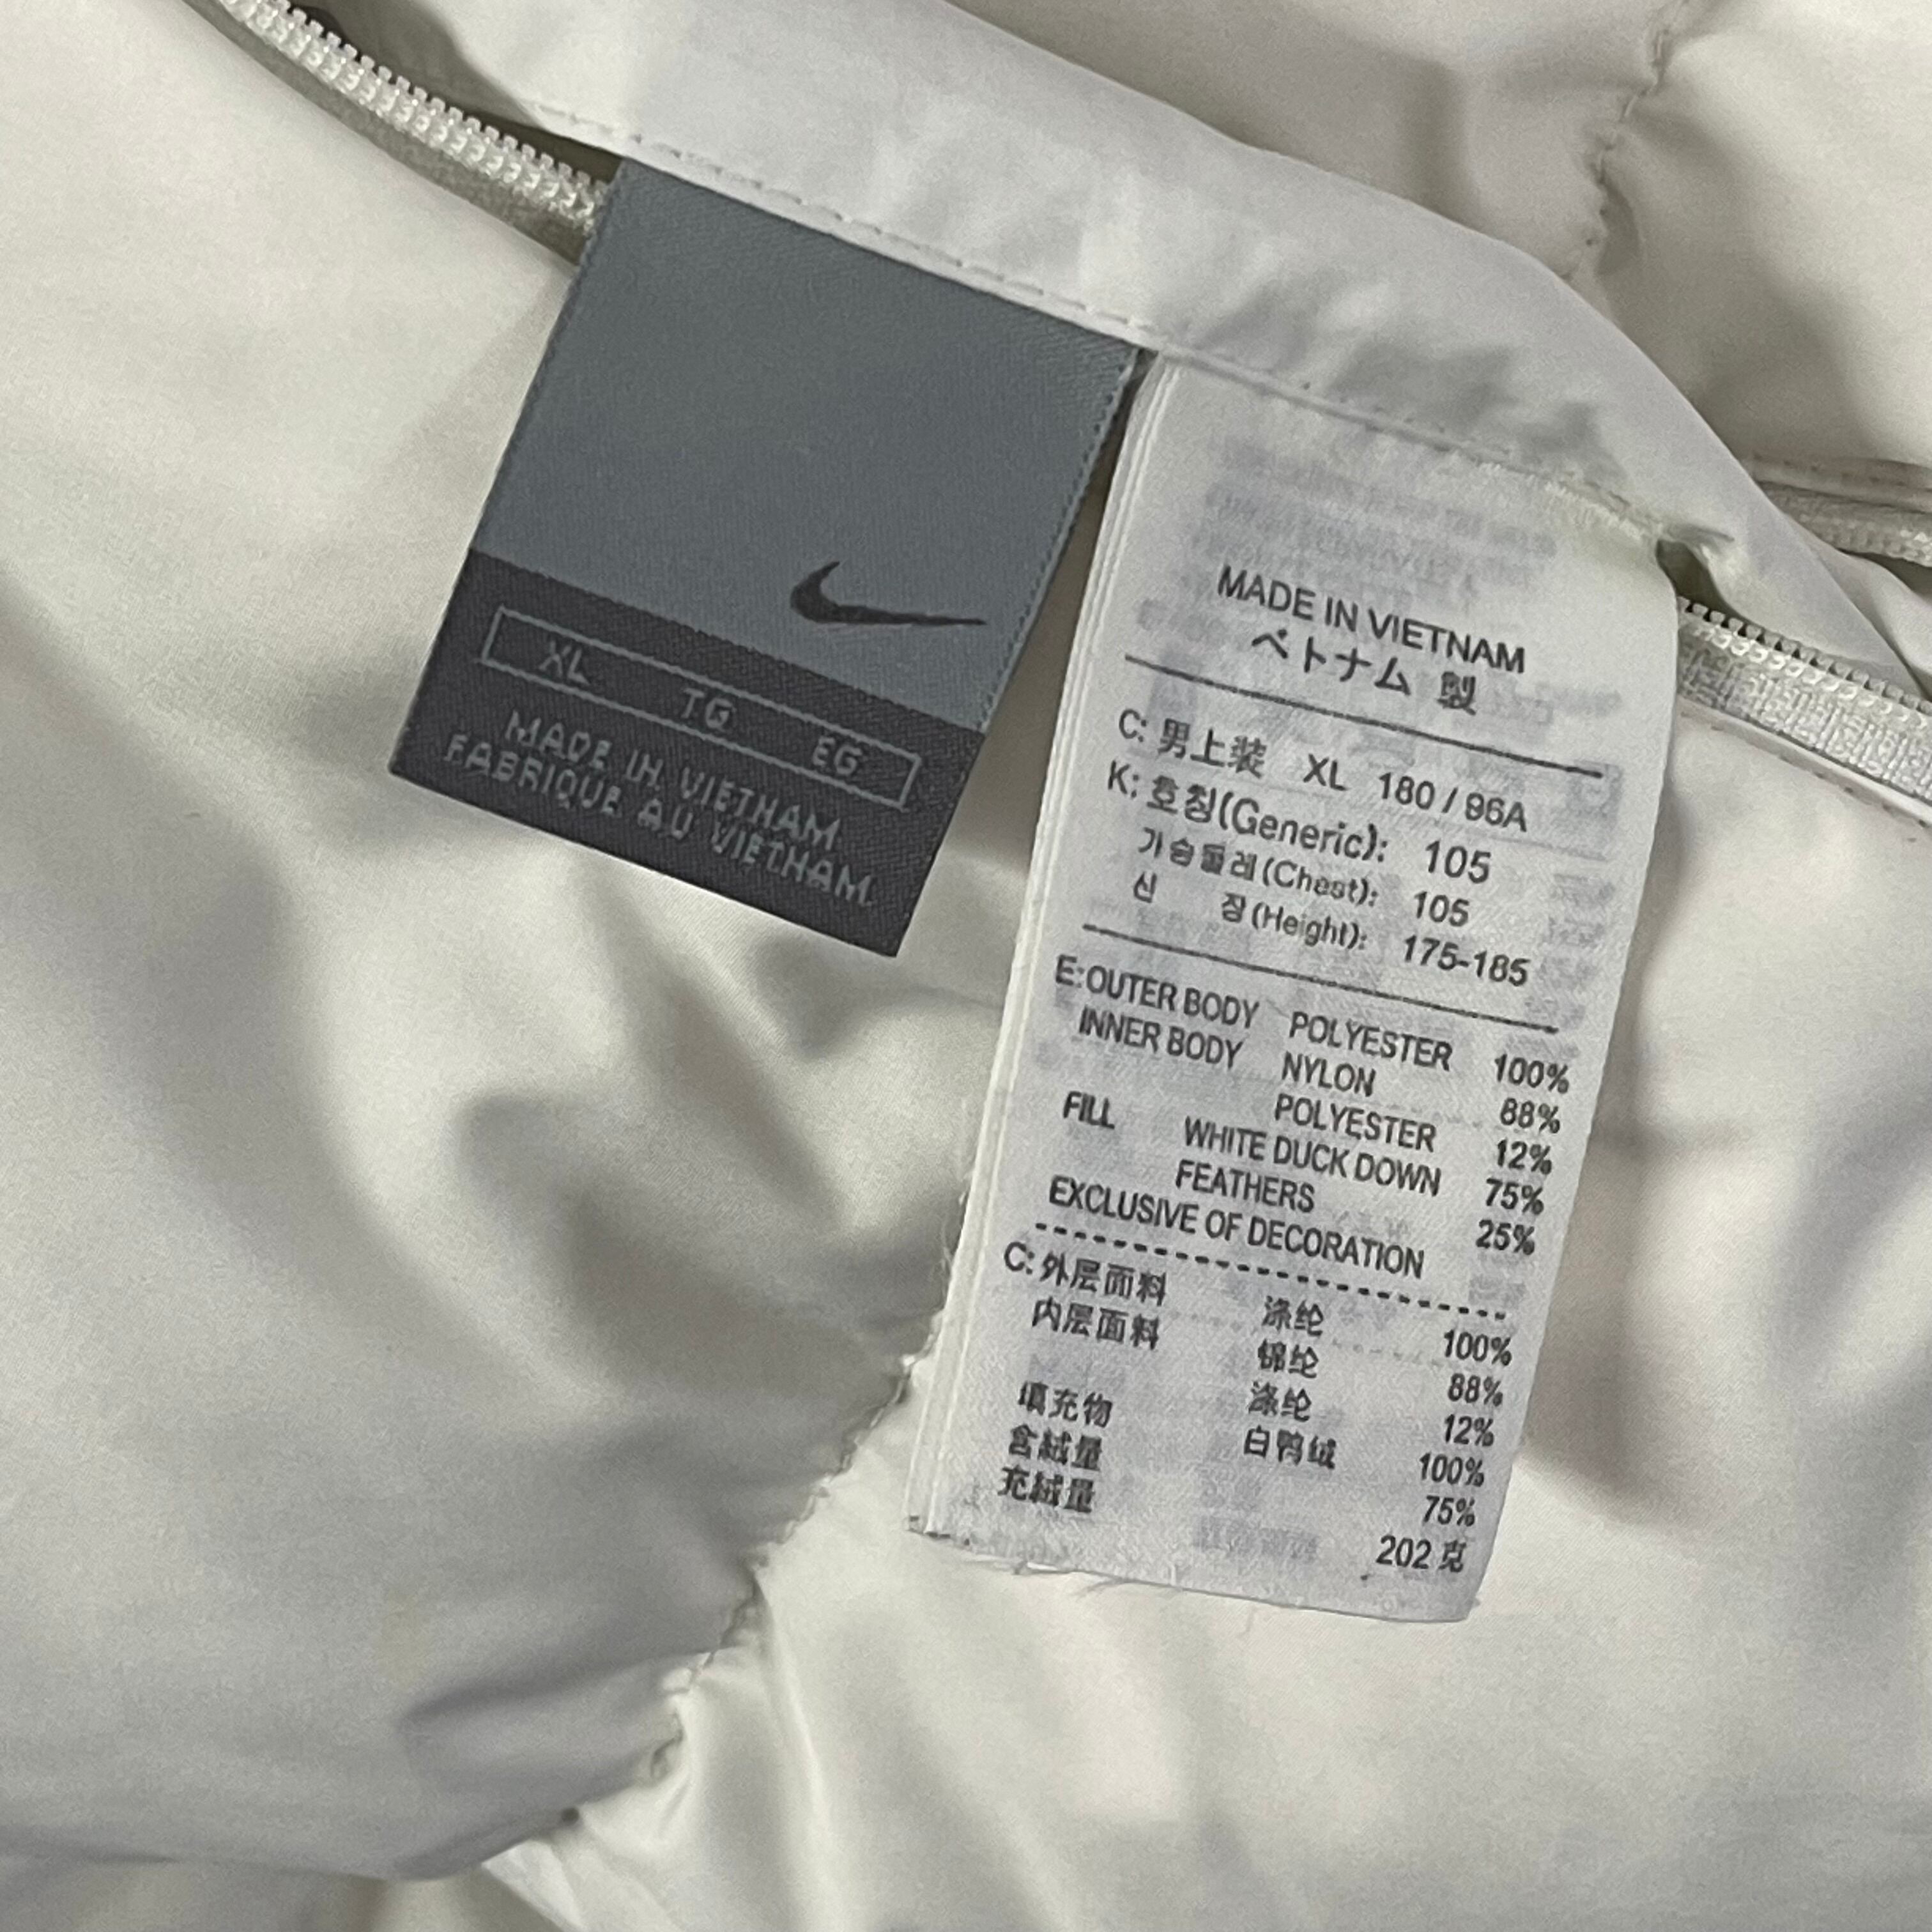 XL TG EG
MADE IN VIETNAM
FABRIQUE AU VIETNAM
MADE IN VIETNAM
ベトナム 製
C: 男上装 XL 180 / 96A
K: 호칭(Generic): 105
가슴둘레(Chest): 105
신 장(Height): 175-185
E: OUTER BODY POLYESTER 100%
INNER BODY NYLON 88%
POLYESTER 12%
FILL WHITE DUCK DOWN 75%
FEATHERS 25%
EXCLUSIVE OF DECORATION
C: 外层面料 涤纶 100%
内层面料 锦纶 88%
涤纶 12%
填充物 白鸭绒 100%
含絨量 75%
充絨量 202 克